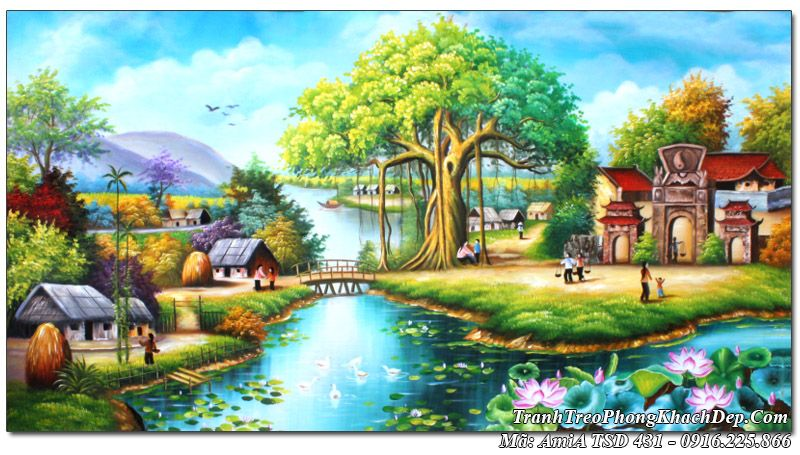 TranhTreoPhongKhachDep.Com
Mã: AmiA TSD 431 - 0916.225.866